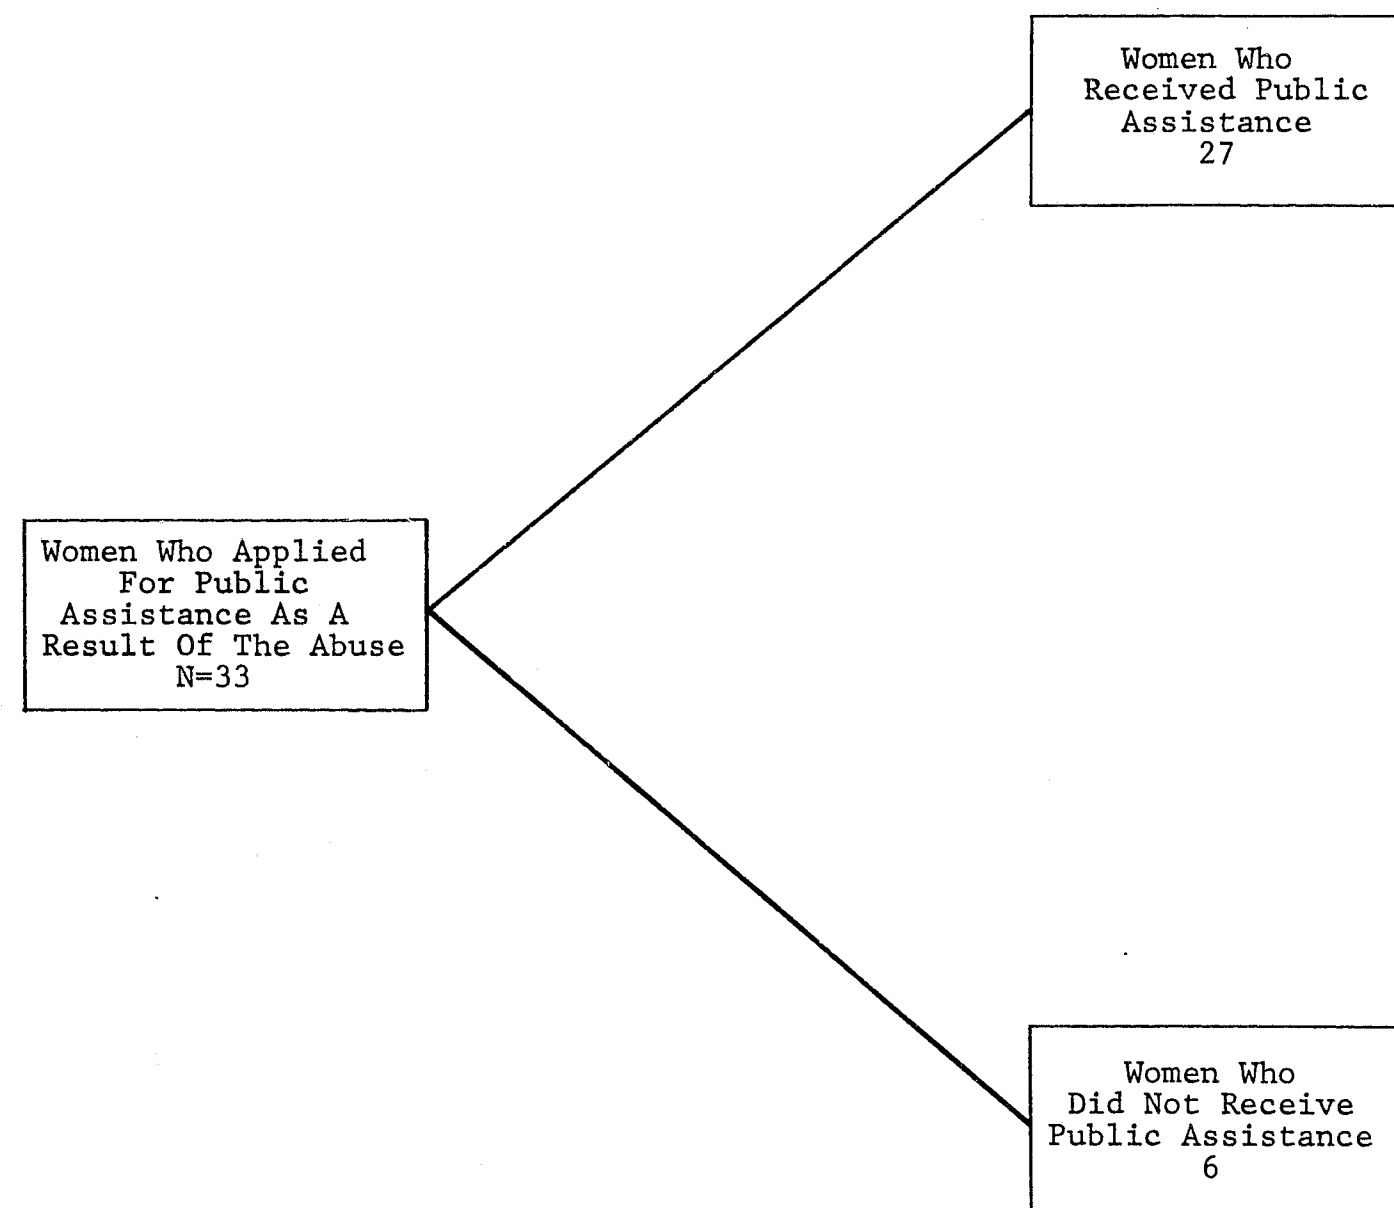 Women Who
Received Public
Assistance
27
Women Who Applied
For Public
Assistance As A
Result Of The Abuse
N=33
Women Who
Did Not Receive
Public Assistance
6